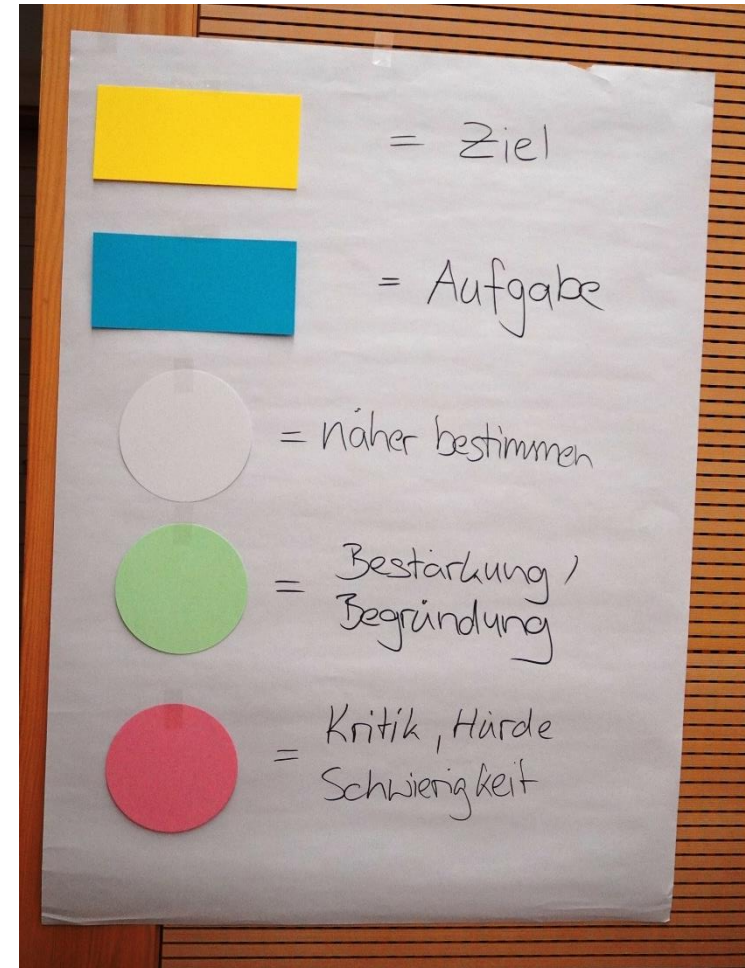 = Ziel
= Aufgabe
= näher bestimmen
= Bestärkung /
Begründung
= Kritik, Hürde
Schwierigkeit